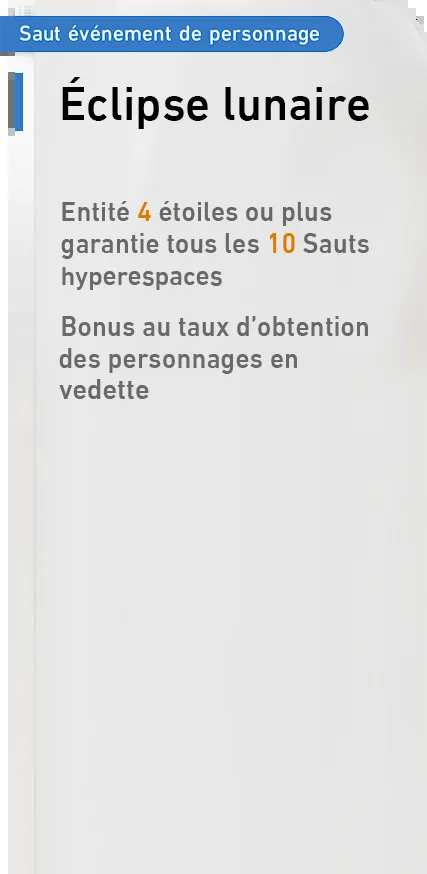 Saut événement de personnage
Éclipse lunaire
Entité 4 étoiles ou plus
garantie tous les 10 Sauts
hyperespaces
Bonus au taux d’obtention
des personnages en
vedette